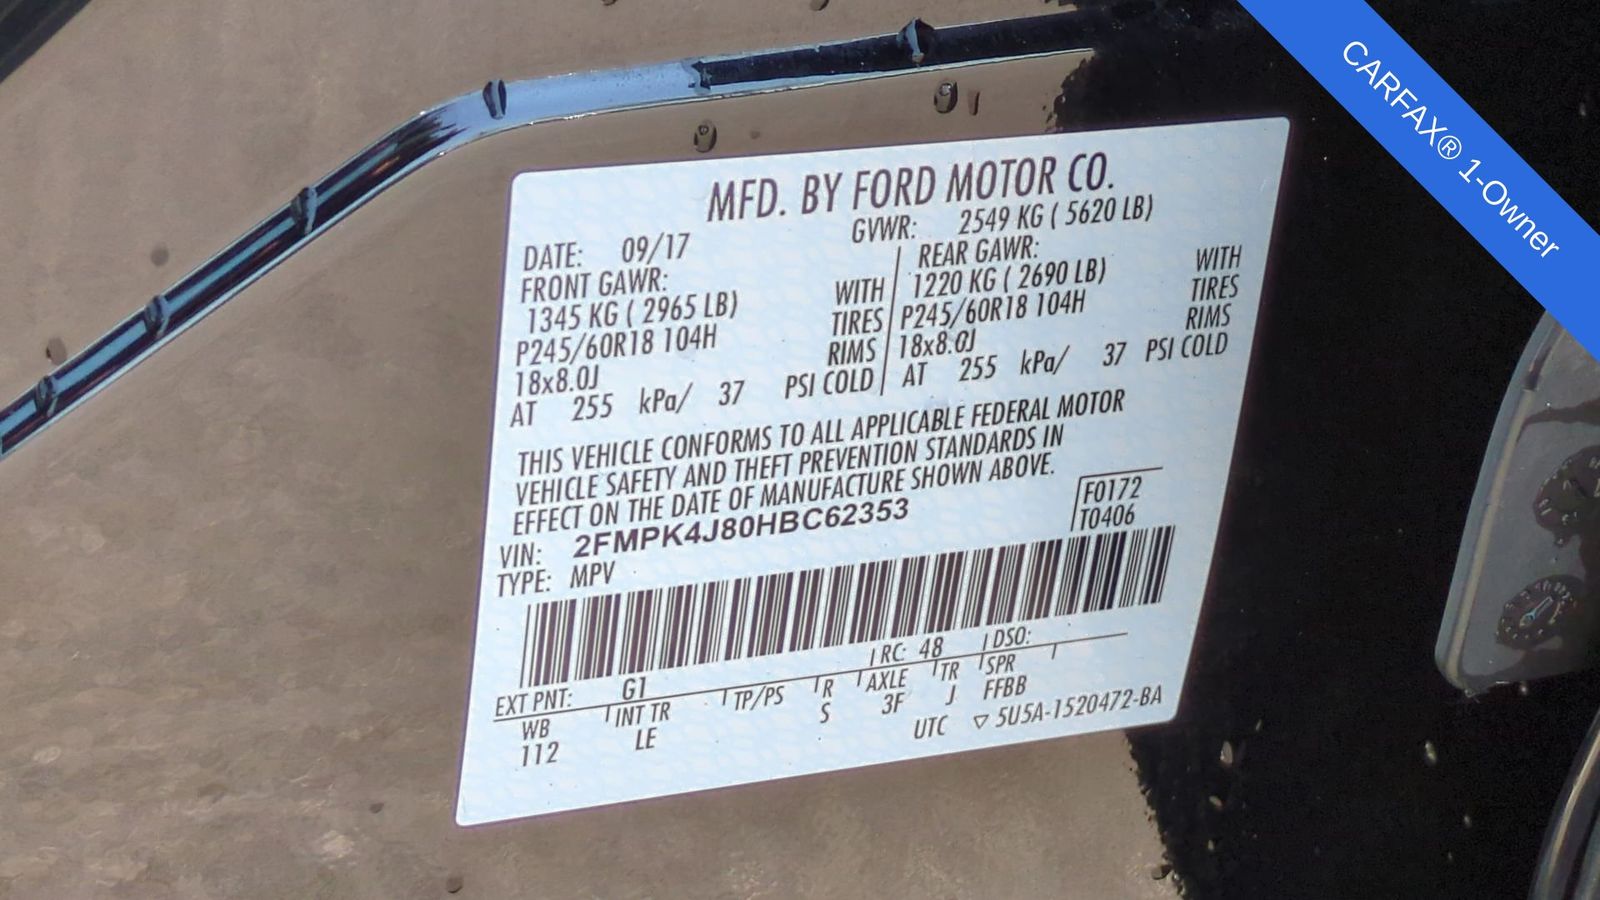 CARFAX® 1-Owner
MFD. BY FORD MOTOR CO.
DATE: 09/17 GVWR: 2549 KG ( 5620 LB)
FRONT GAWR: REAR GAWR:
1345 KG ( 2965 LB) WITH 1220 KG ( 2690 LB) WITH
P245/60R18 104H TIRES P245/60R18 104H TIRES
18x8.0J RIMS 18x8.0J RIMS
AT 255 kPa/ 37 PSI COLD AT 255 kPa/ 37 PSI COLD
THIS VEHICLE CONFORMS TO ALL APPLICABLE FEDERAL MOTOR
VEHICLE SAFETY AND THEFT PREVENTION STANDARDS IN
EFFECT ON THE DATE OF MANUFACTURE SHOWN ABOVE.
VIN: 2FMPK4J80HBC62353 F0172
TYPE: MPV T0406
EXT PNT: G1 RC: 48 DSO:
WB INT TR TP/PS R AXLE TR SPR
112 LE S 3F J FFBB
UTC ▽ 5U5A-1520472-BA